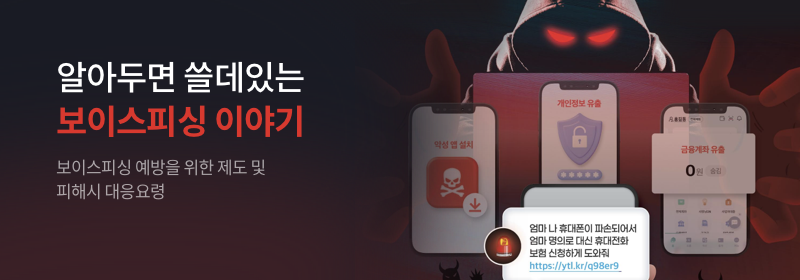 알아두면 쓸데있는
보이스피싱 이야기
보이스피싱 예방을 위한 제도 및
피해시 대응요령
악성 앱 설치
개인정보 유출
금융계좌 유출
0원
숨김
엄마 나 휴대폰이 파손되어서
엄마 명의로 대신 휴대전화
보험 신청하게 도와줘
https://ytl.kr/q98er9